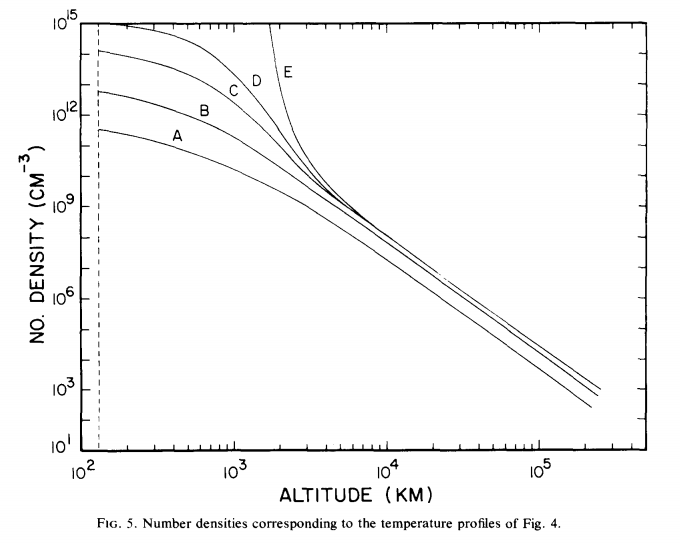 10^15
10^12
10^9
10^6
10^3
10^1
NO. DENSITY (CM^-3)
A
B
C
D
E
10^2
10^3
10^4
10^5
ALTITUDE (KM)
FIG. 5. Number densities corresponding to the temperature profiles of Fig. 4.